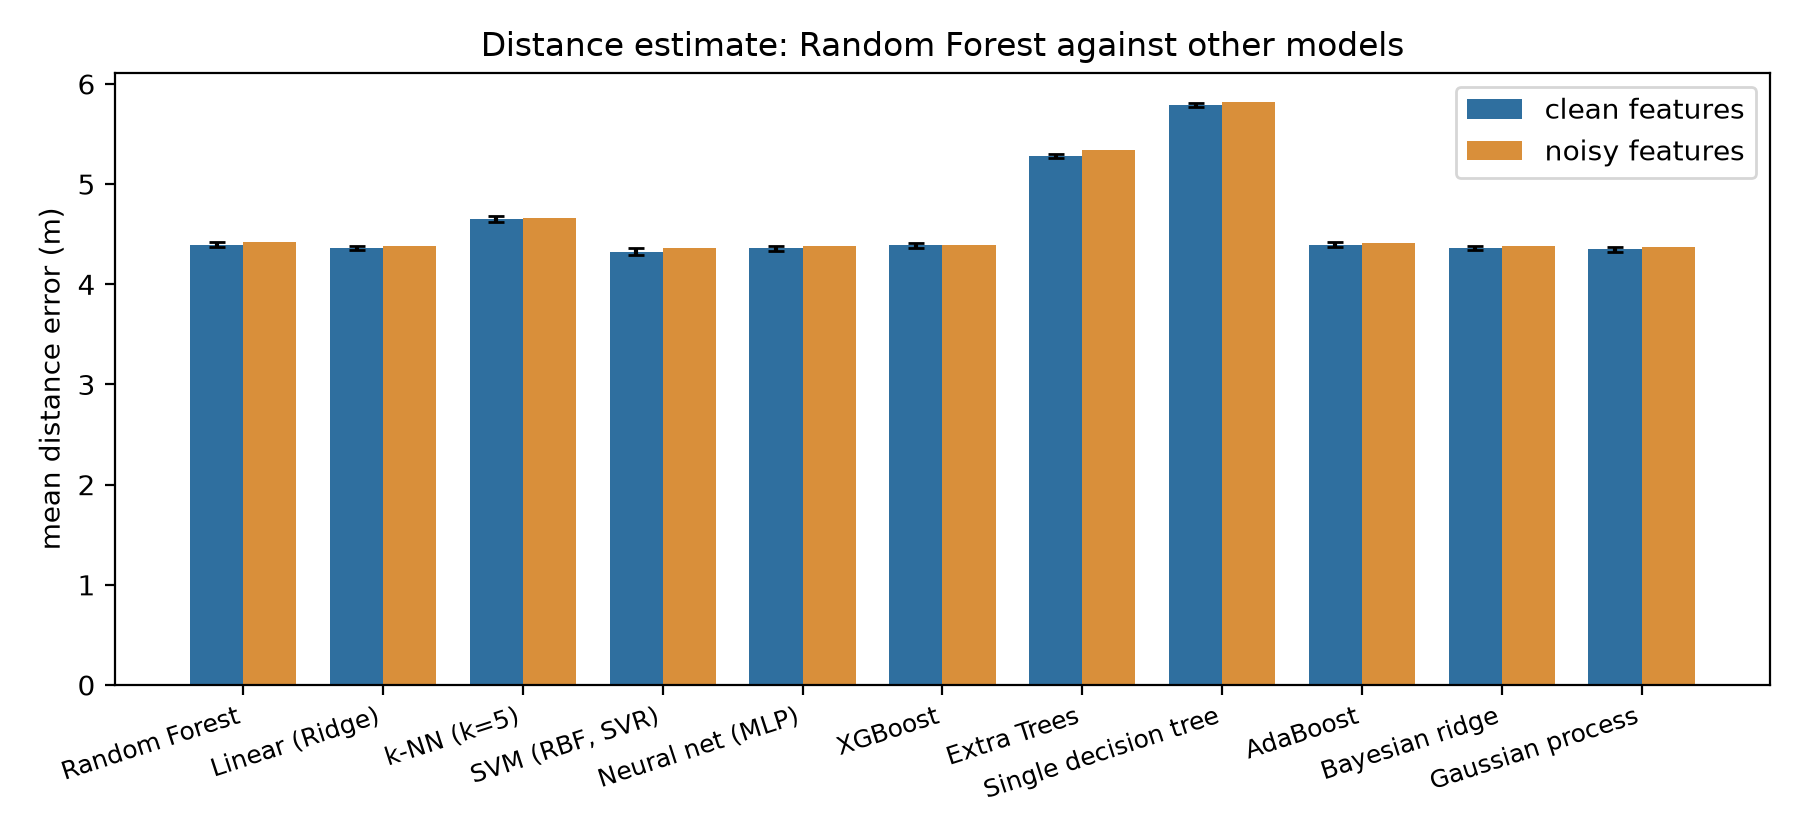 Distance estimate: Random Forest against other models
mean distance error (m)
6
5
4
3
2
1
0
clean features
noisy features
Random Forest
Linear (Ridge)
k-NN (k=5)
SVM (RBF, SVR)
Neural net (MLP)
XGBoost
Extra Trees
Single decision tree
AdaBoost
Bayesian ridge
Gaussian process